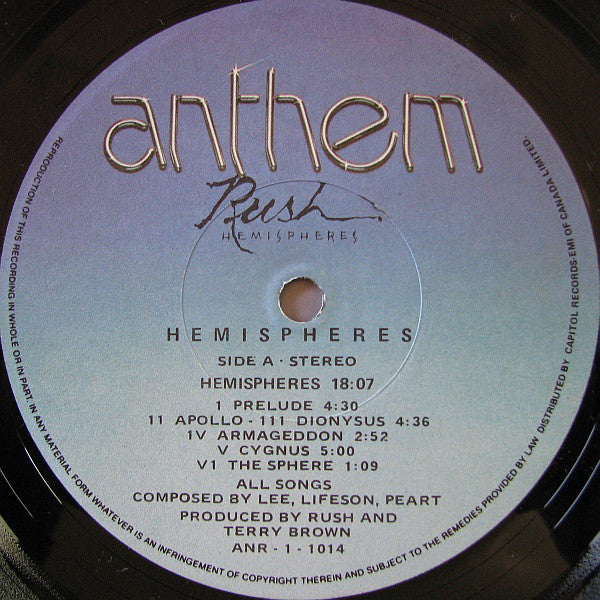 anthem
Rush
HEMISPHERES
HEMISPHERES
SIDE A · STEREO
HEMISPHERES 18:07
1 PRELUDE 4:30
11 APOLLO - 111 DIONYSUS 4:36
1V ARMAGEDDON 2:52
V CYGNUS 5:00
V1 THE SPHERE 1:09
ALL SONGS
COMPOSED BY LEE, LIFESON, PEART
PRODUCED BY RUSH AND
TERRY BROWN
ANR - 1 - 1014
REPRODUCTION OF THIS RECORDING IN WHOLE OR IN PART, IN ANY MATERIAL FORM WHATEVER IS AN INFRINGEMENT OF COPYRIGHT THEREIN AND SUBJECT TO THE REMEDIES PROVIDED BY LAW DISTRIBUTED BY CAPITOL RECORDS-EMI OF CANADA LIMITED.